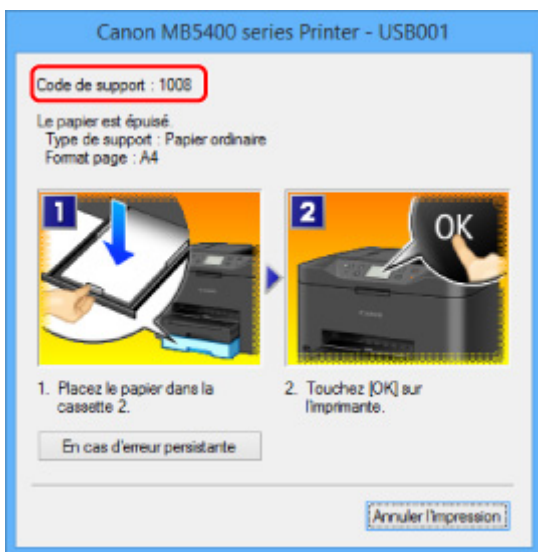 Canon MB5400 series Printer - USB001
Code de support : 1008
Le papier est épuisé.
Type de support : Papier ordinaire
Format page : A4
1
2
OK
1. Placez le papier dans la
cassette 2.
2. Touchez [OK] sur
l'imprimante.
En cas d'erreur persistante
Annuler l'impression